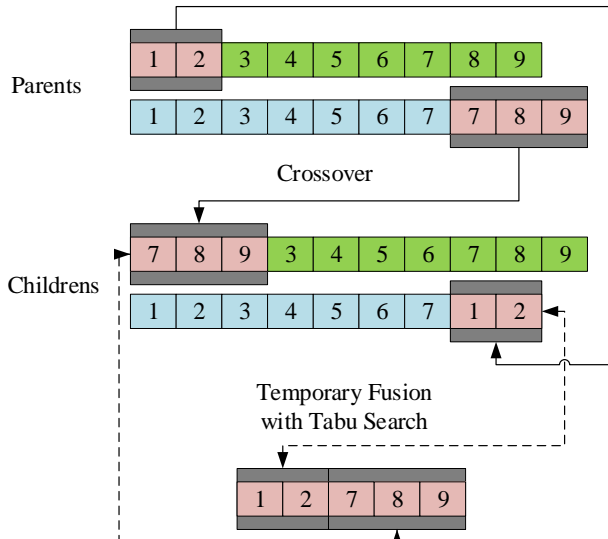 1 2 3 4 5 6 7 8 9
Parents
1 2 3 4 5 6 7 7 8 9
Crossover
7 8 9 3 4 5 6 7 8 9
Childrens
1 2 3 4 5 6 7 1 2
Temporary Fusion
with Tabu Search
1 2 7 8 9